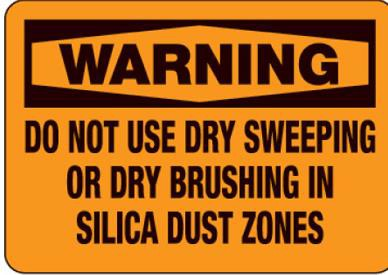 WARNING
DO NOT USE DRY SWEEPING
OR DRY BRUSHING IN
SILICA DUST ZONES